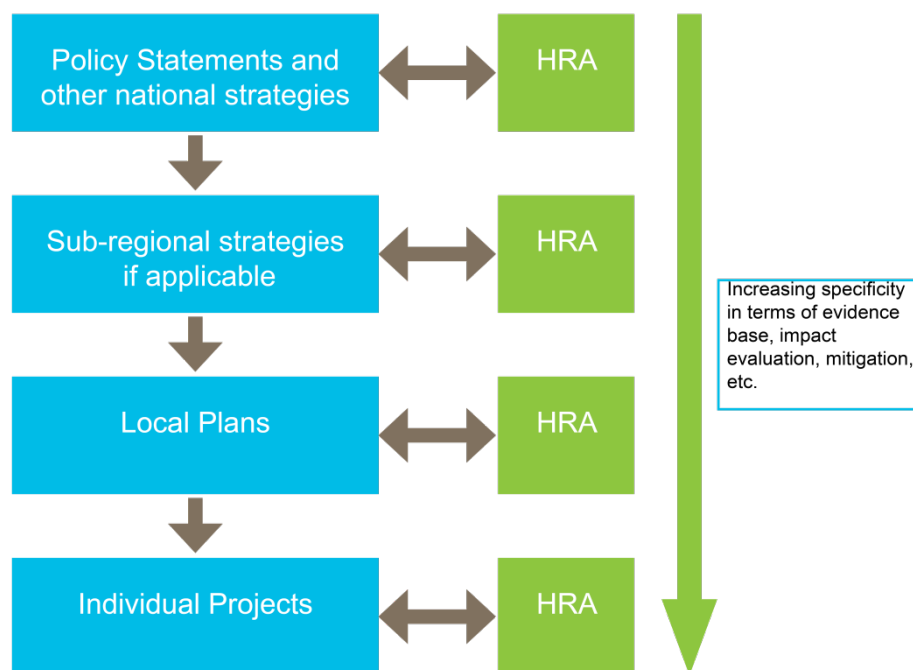 Policy Statements and
other national strategies
HRA
Sub-regional strategies
if applicable
HRA
Increasing specificity
in terms of evidence
base, impact
evaluation, mitigation,
etc.
Local Plans
HRA
Individual Projects
HRA